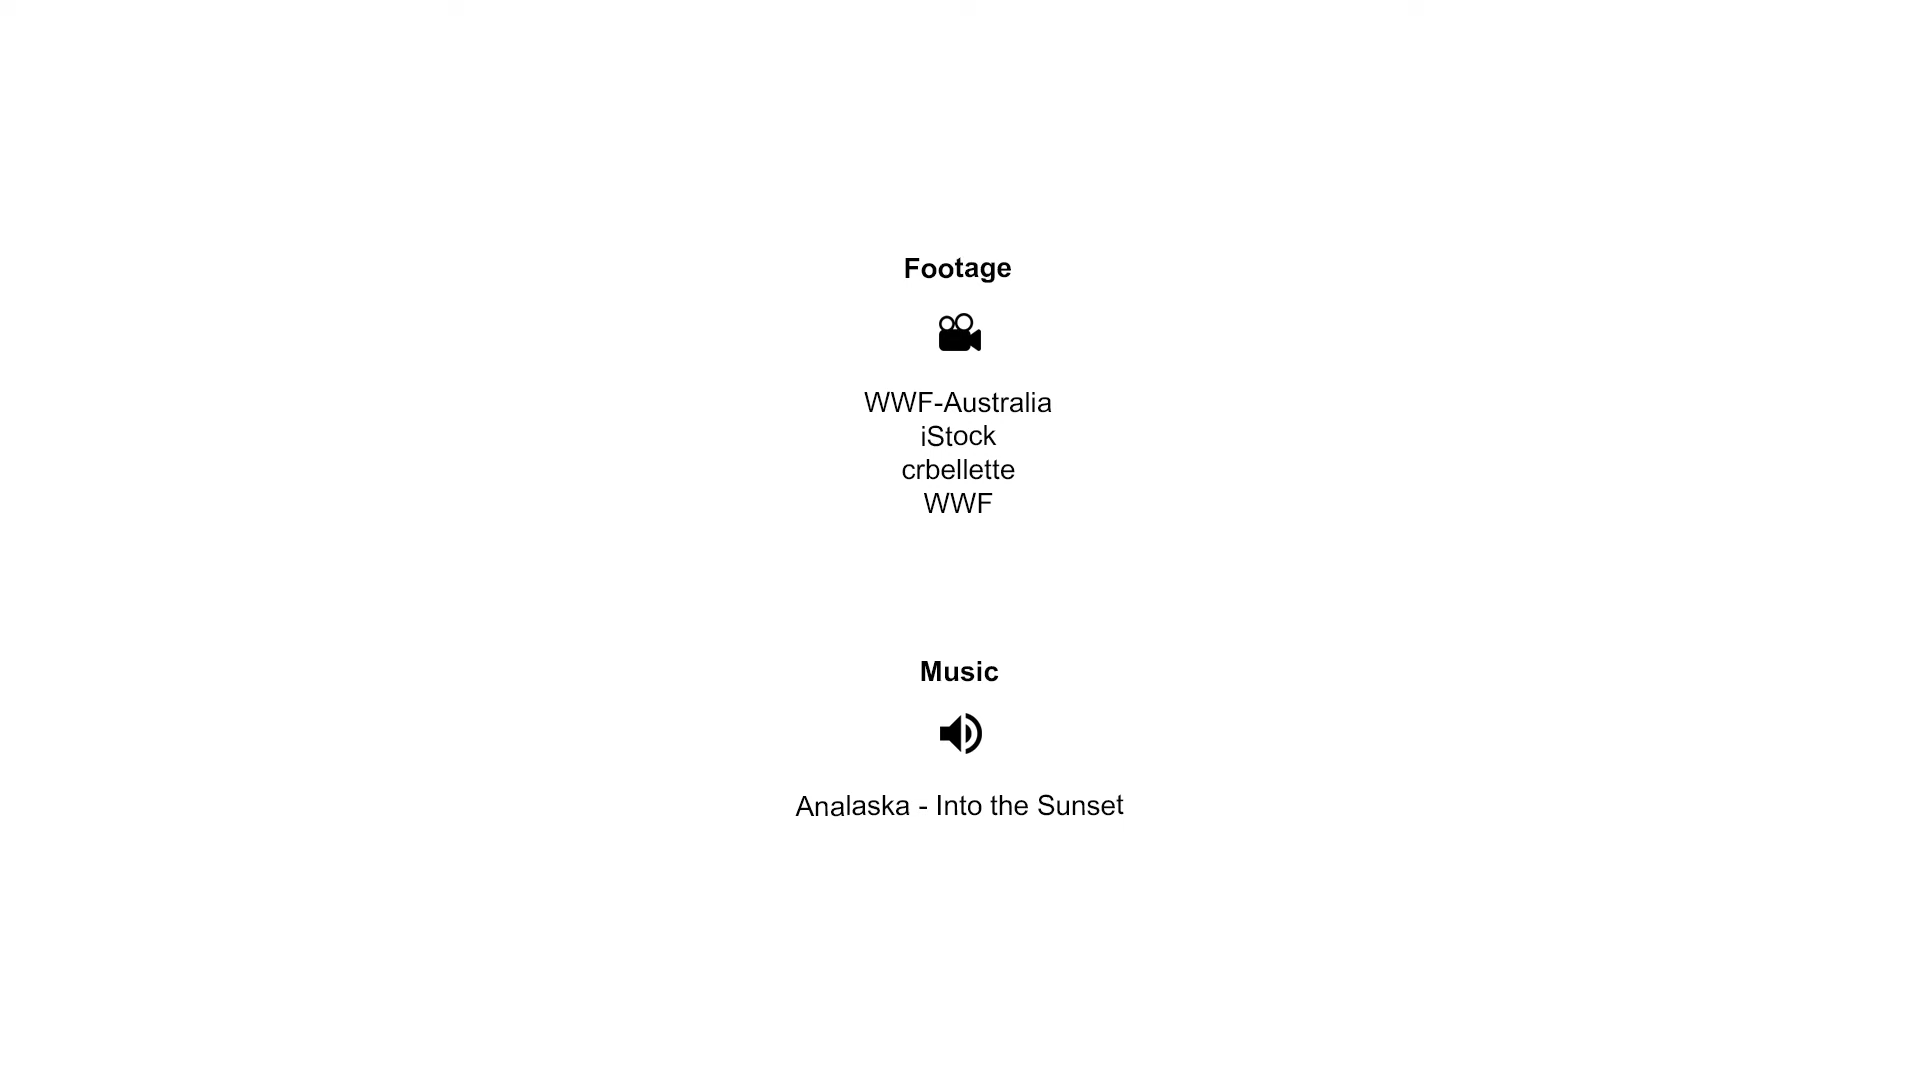 Footage
WWF-Australia
iStock
crbellette
WWF
Music
Analaska - Into the Sunset